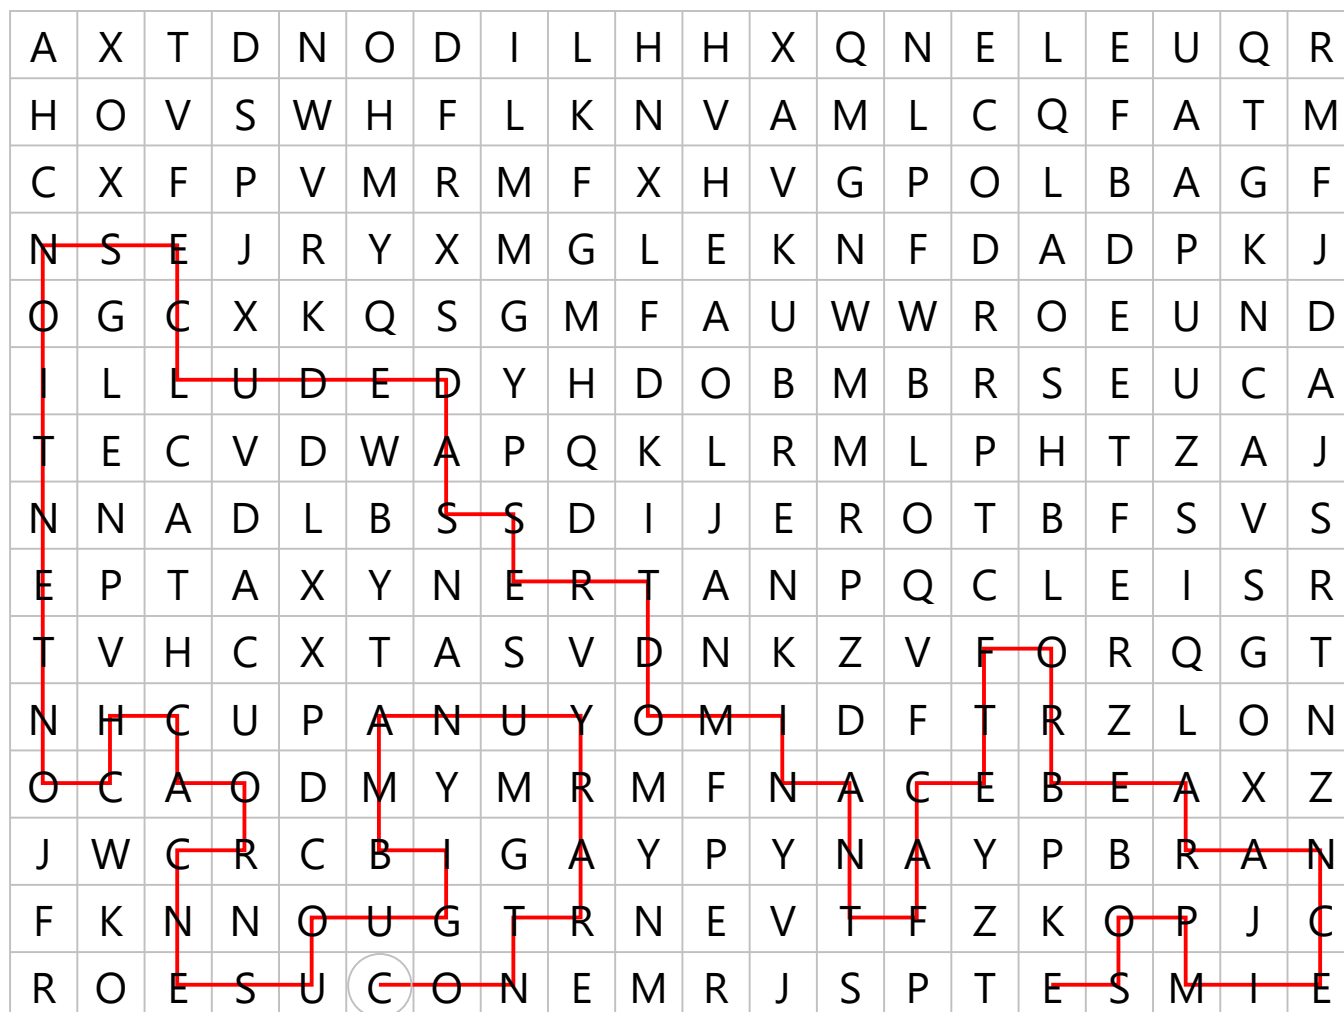 A X T D N O D I L H H X Q N E L E U Q R
H O V S W H F L K N V A M L C Q F A T M
C X F P V M R M F X H V G P O L B A G F
N S E J R Y X M G L E K N F D A D P K J
O G C X K Q S G M F A U W W R O E U N D
I L L U D E D Y H D O B M B R S E U C A
T E C V D W A P Q K L R M L P H T Z A J
N N A D L B S S D I J E R O T B F S V S
E P T A X Y N E R T A N P Q C L E I S R
T V H C X T A S V D N K Z V F O R Q G T
N H C U P A N U Y O M I D F T R Z L O N
O C A O D M Y M R M F N A C E B E A X Z
J W C R C B I G A Y P Y N A Y P B R A N
F K N N O U G T R N E V T F Z K O P J C
R O E S U C O N E M R J S P T E S M I E